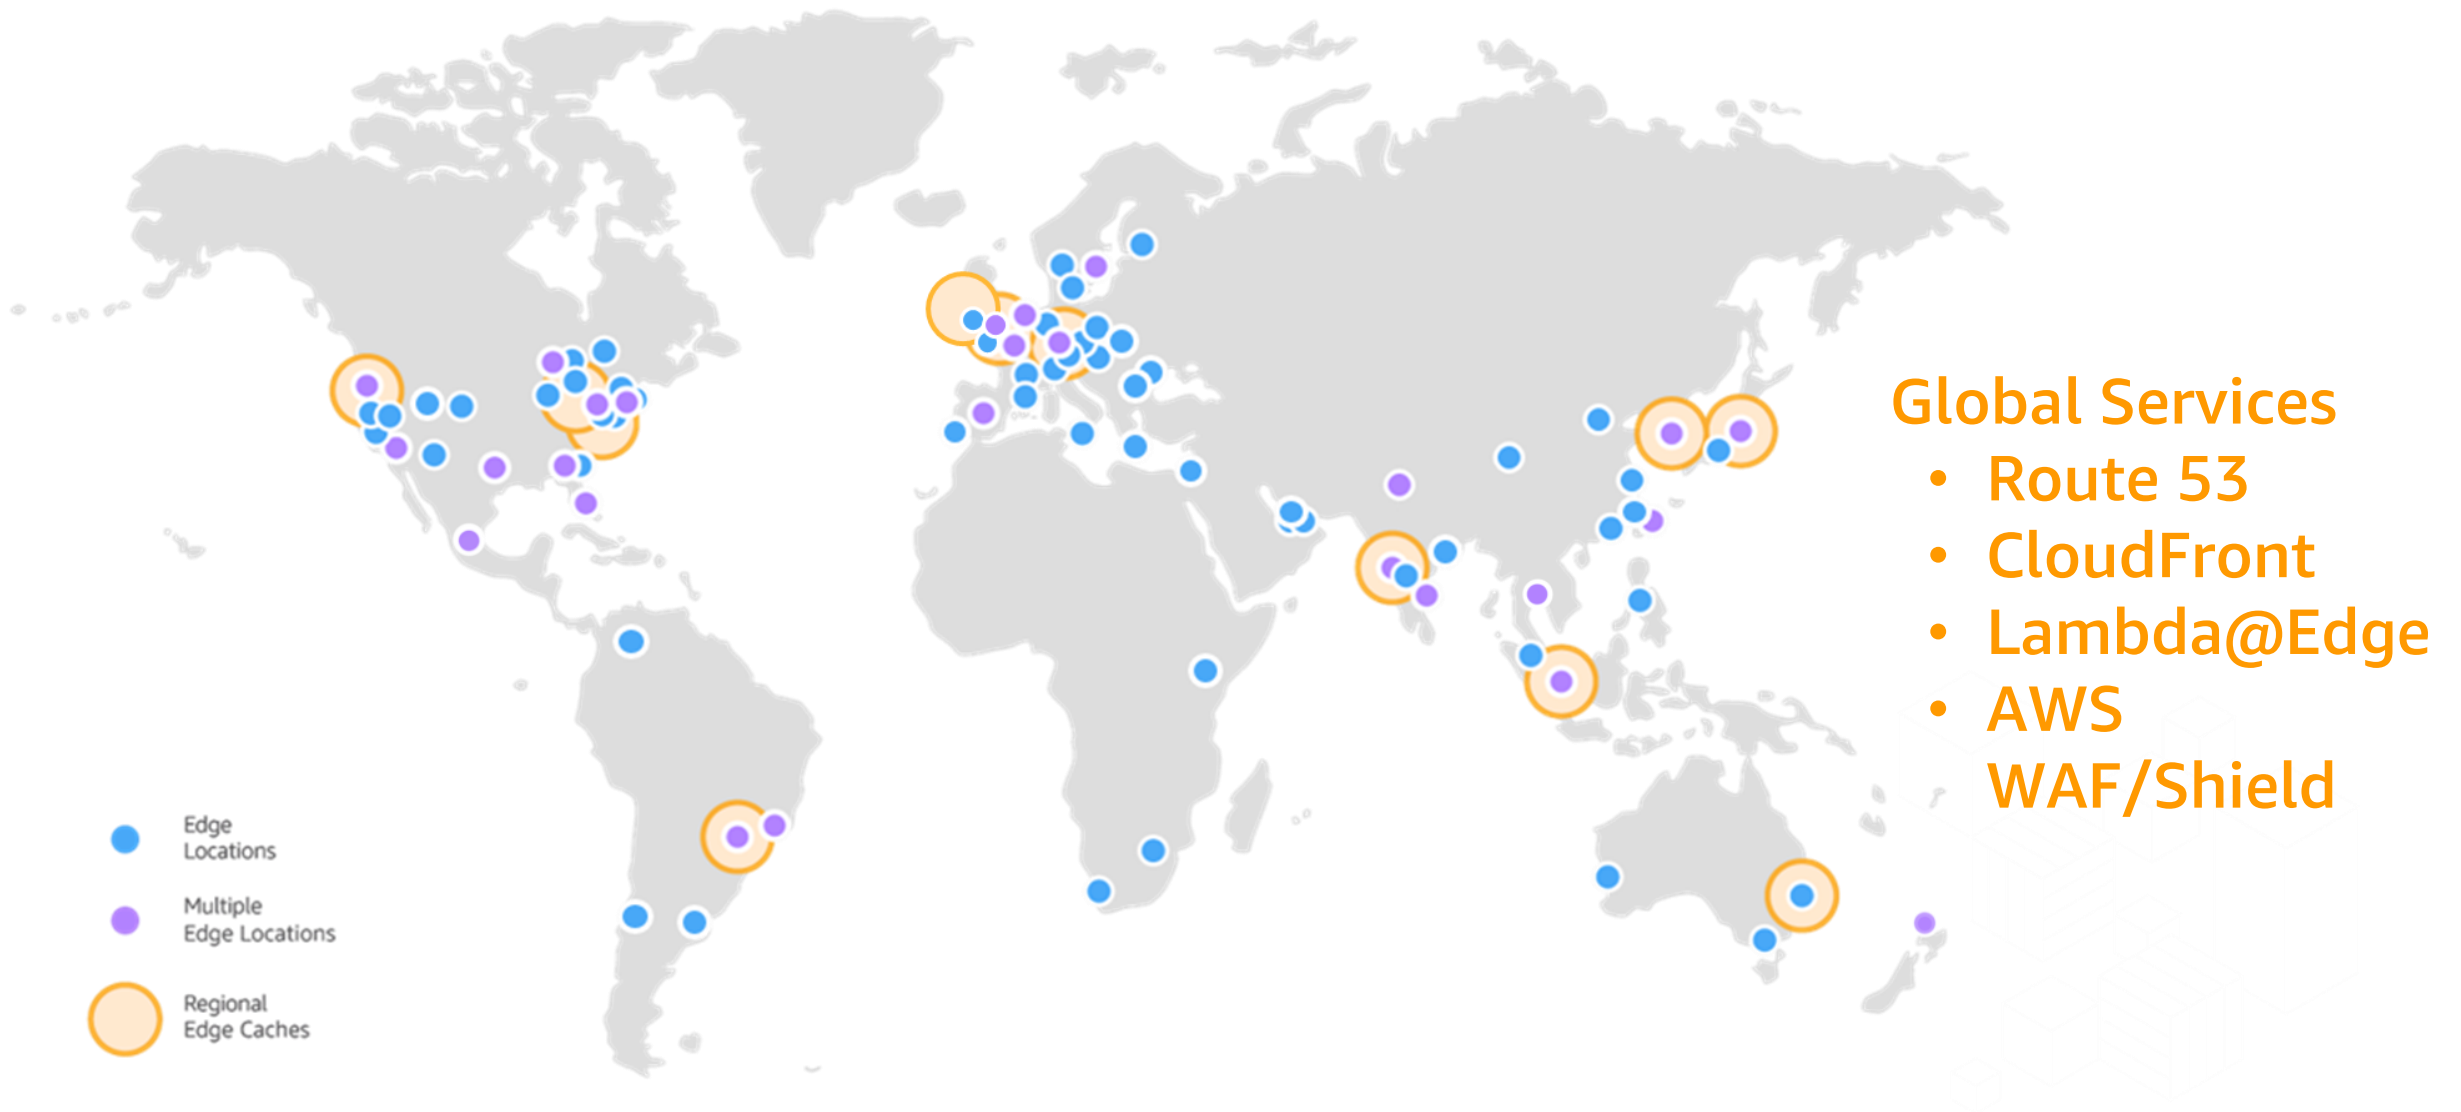 Global Services
• Route 53
• CloudFront
• Lambda@Edge
• AWS
WAF/Shield
Edge
Locations
Multiple
Edge Locations
Regional
Edge Caches